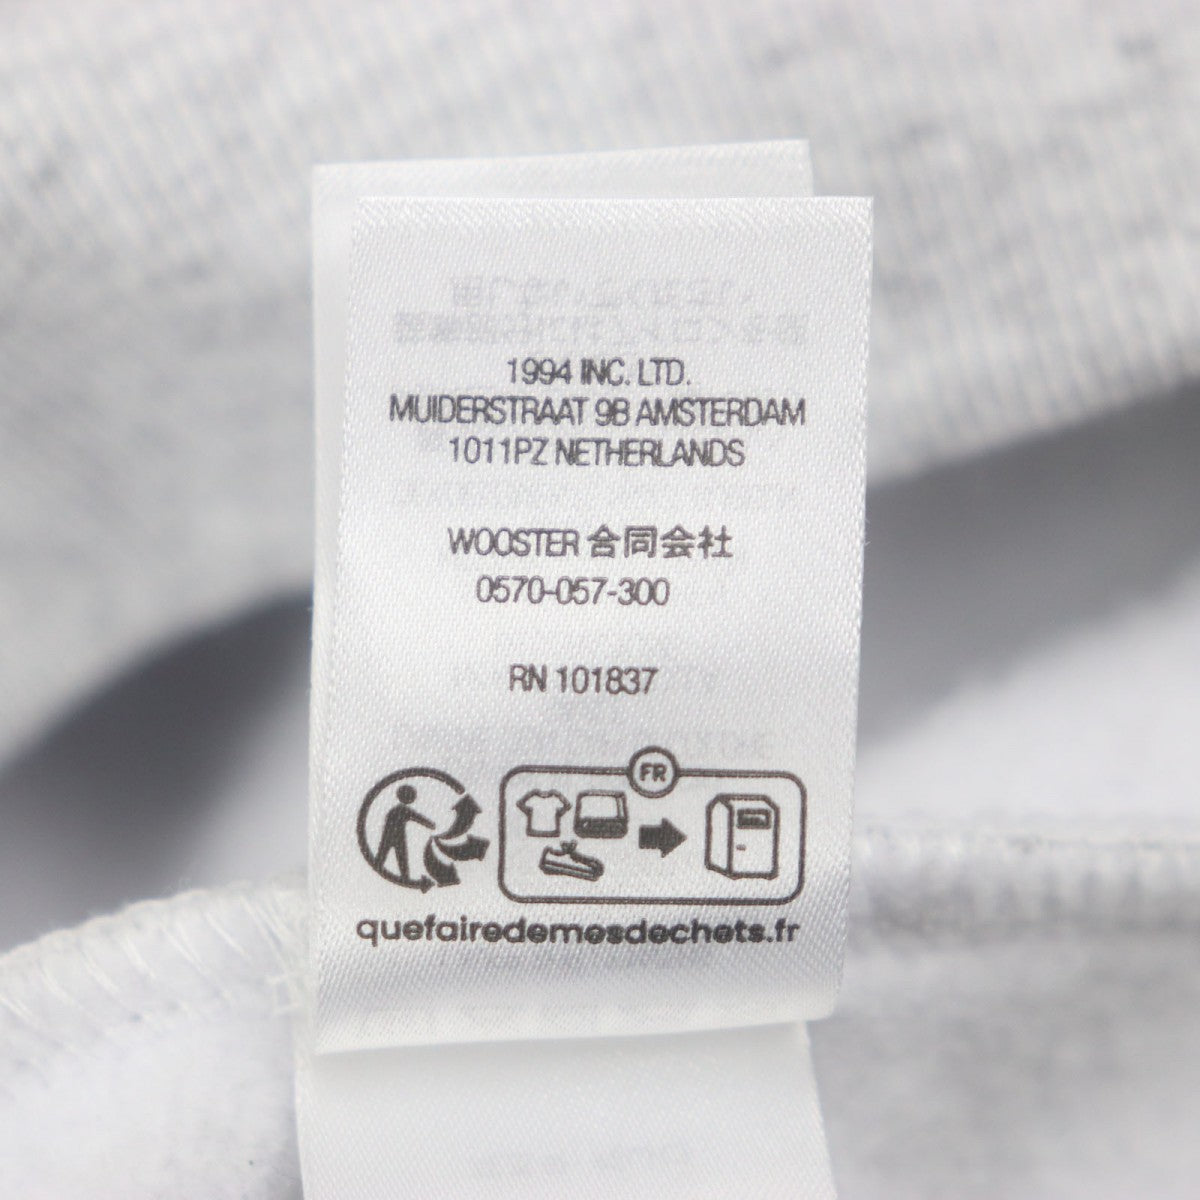 1994 INC. LTD.
MUIDERSTRAAT 9B AMSTERDAM
1011PZ NETHERLANDS
WOOSTER 合同会社
0570-057-300
RN 101837
FR
quefairedemesdechets.fr